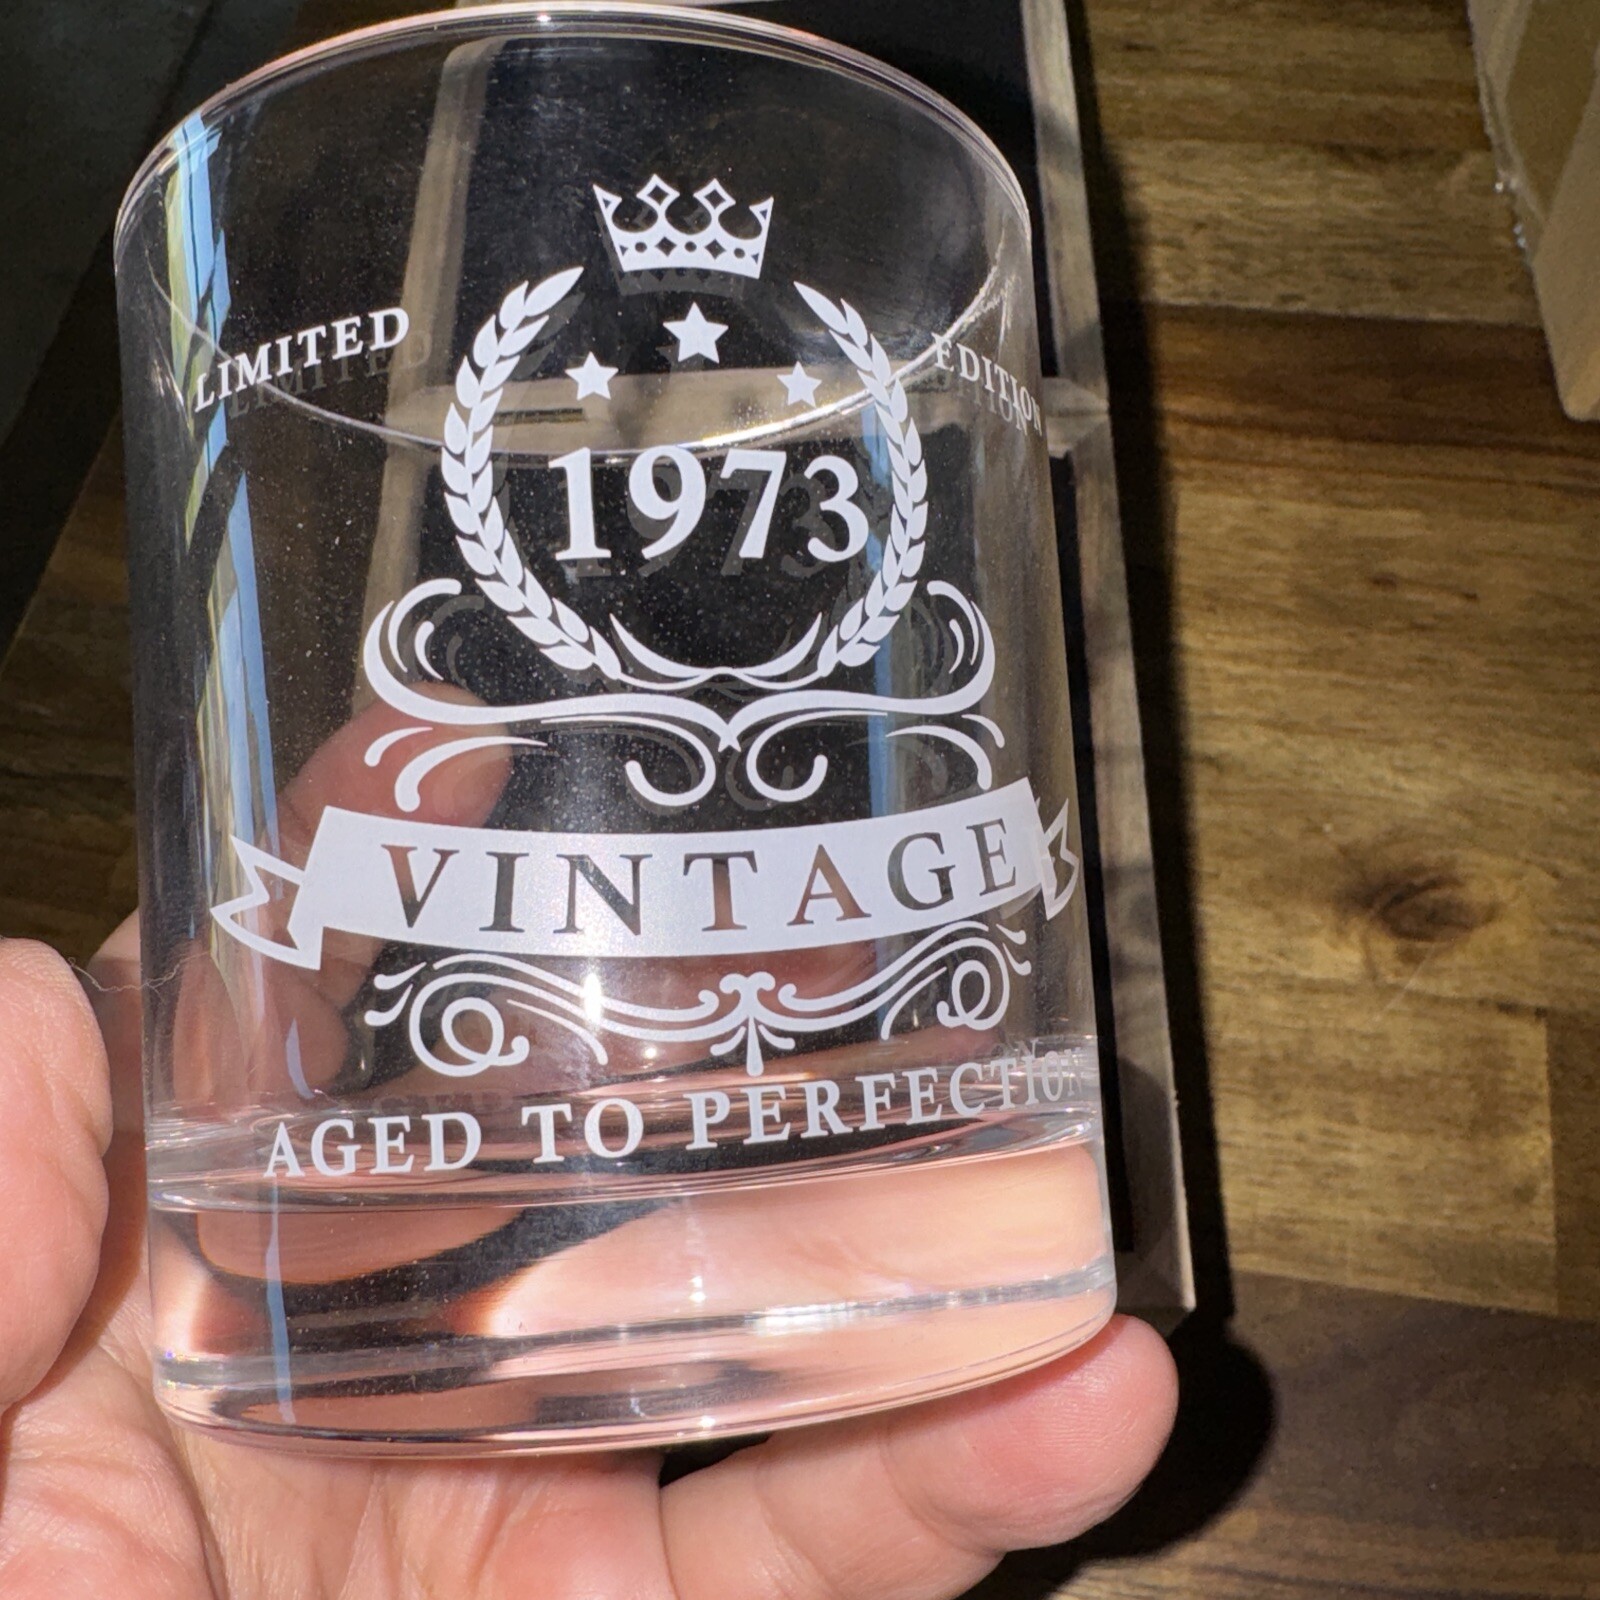 LIMITED EDITION
1973
VINTAGE
AGED TO PERFECTION